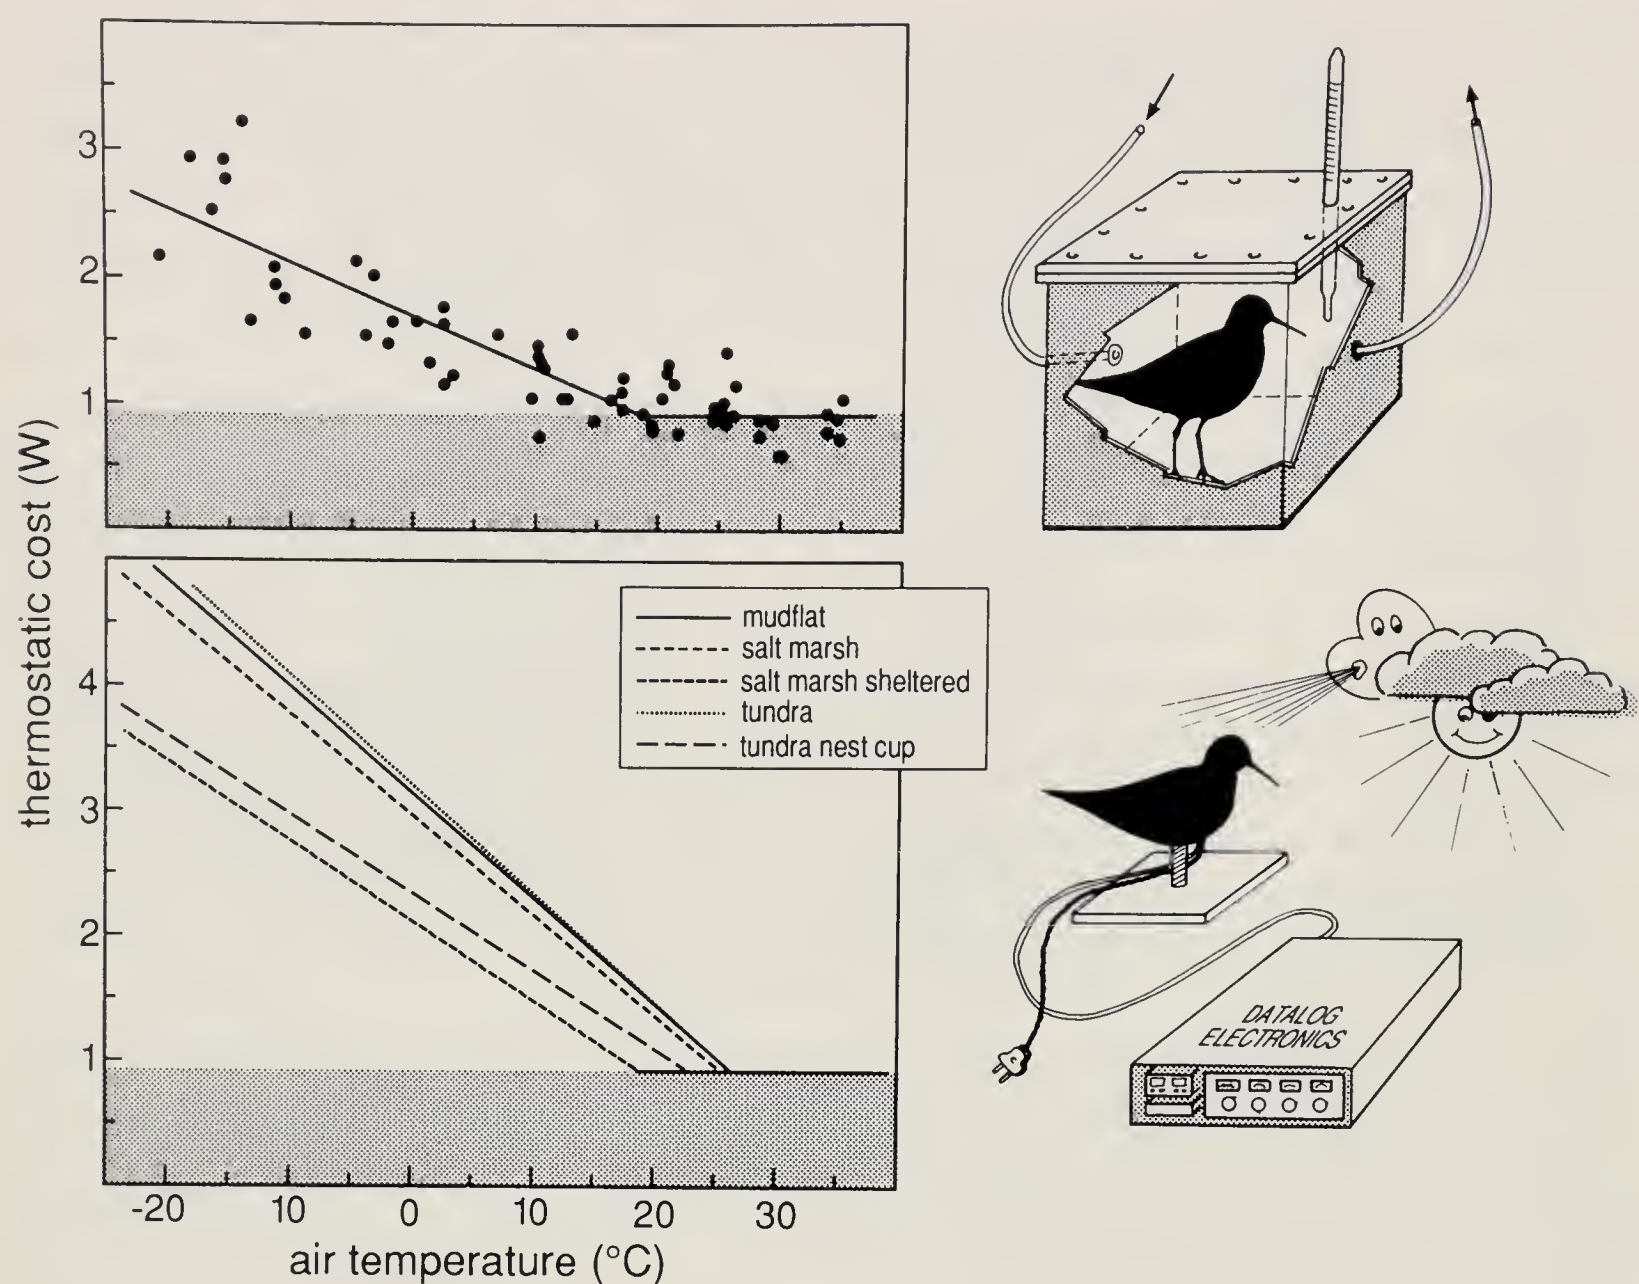 thermostatic cost (W)
3
2
1
mudflat
salt marsh
salt marsh sheltered
tundra
tundra nest cup
4
3
2
1
-20
10
0
10
20
30
air temperature (°C)
DATALOG
ELECTRONICS